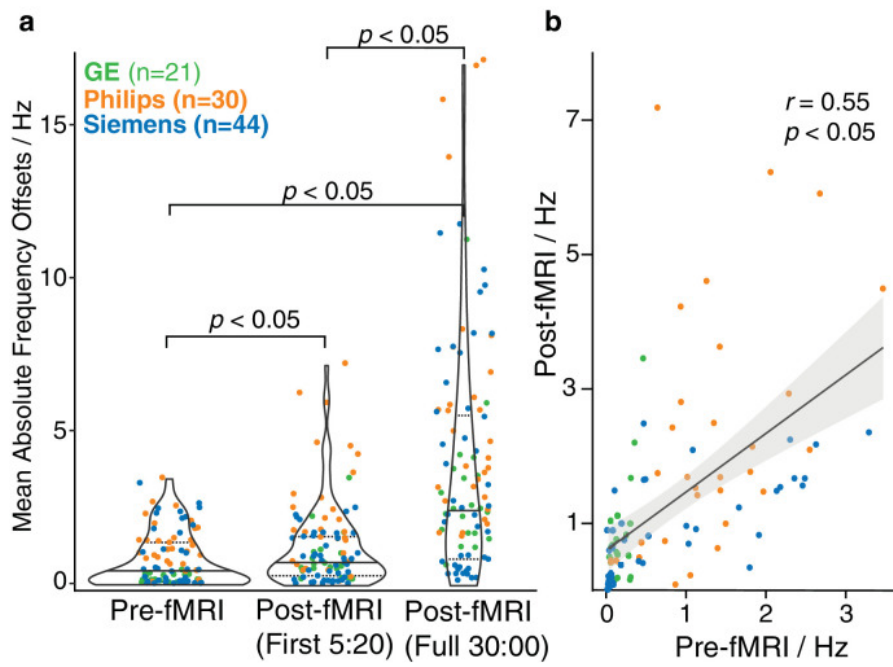 a
GE (n=21)
Philips (n=30)
Siemens (n=44)
p < 0.05
p < 0.05
p < 0.05
Mean Absolute Frequency Offsets / Hz
15
10
5
0
Pre-fMRI
Post-fMRI
(First 5:20)
Post-fMRI
(Full 30:00)
b
r = 0.55
p < 0.05
Post-fMRI / Hz
7
5
3
1
0
1
2
3
Pre-fMRI / Hz